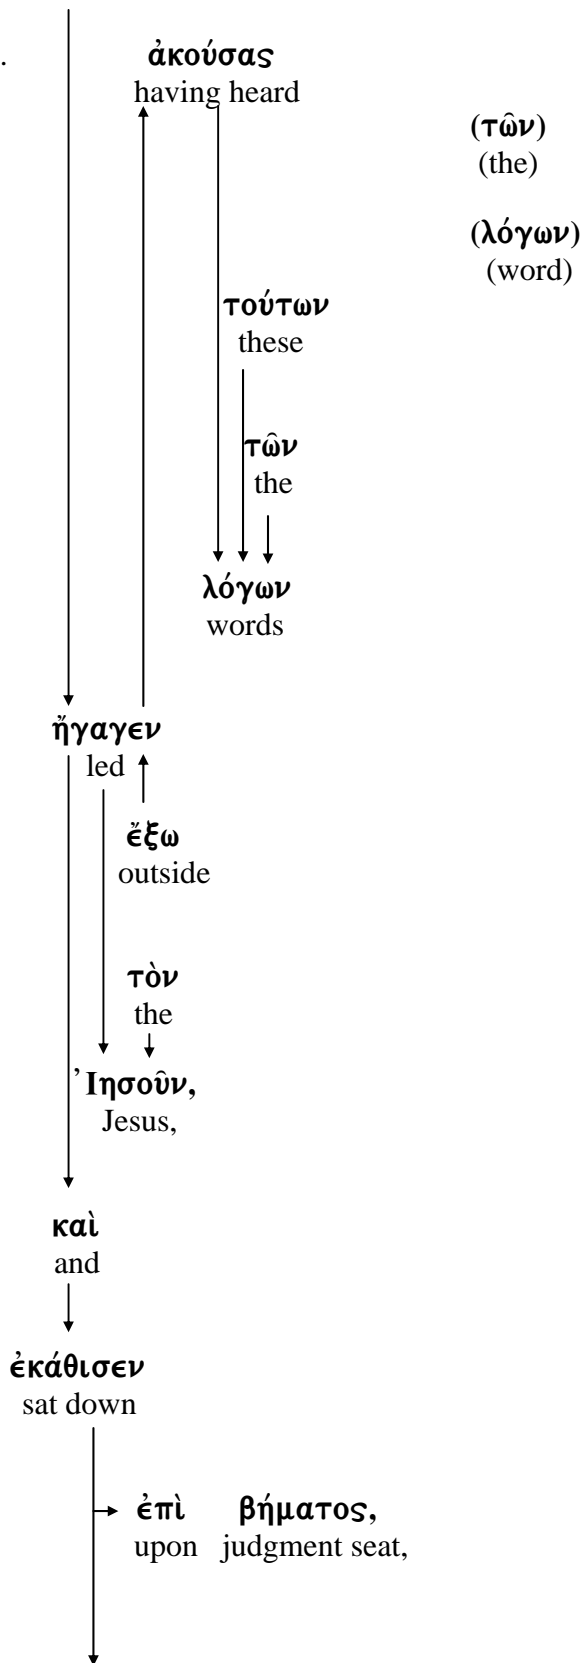 . ἀκούσας
having heard
(τῶν)
(the)
(λόγων)
(word)
τούτων
these
τῶν
the
λόγων
words
ἤγαγεν
led
ἔξω
outside
τὸν
the
Ἰησοῦν,
Jesus,
καὶ
and
ἐκάθισεν
sat down
ἐπὶ βήματος,
upon judgment seat,